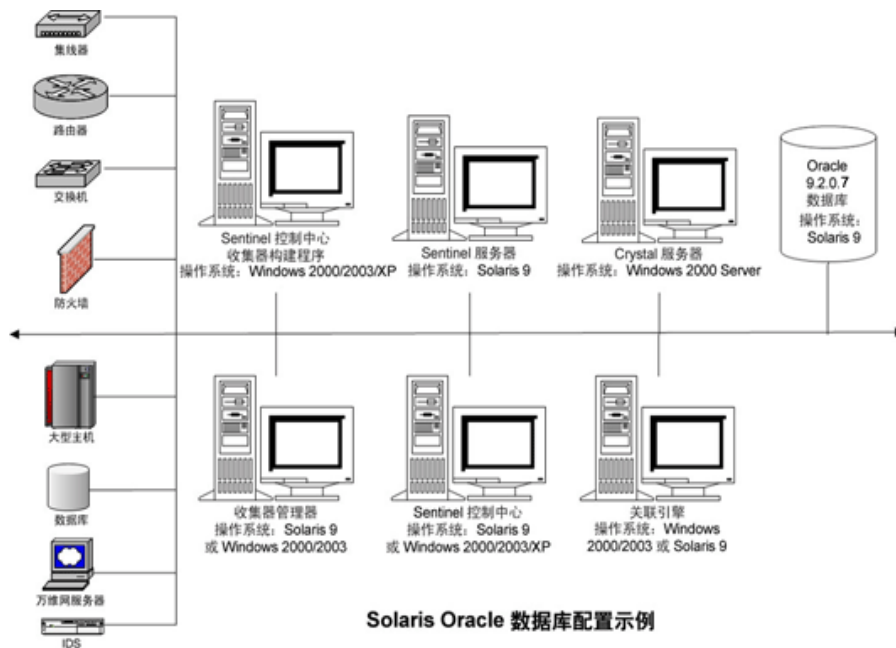 集线器
路由器
交换机
防火墙
Sentinel 控制中心
收集器构建程序
操作系统：Windows 2000/2003/XP
Sentinel 服务器
操作系统：Solaris 9
Crystal 服务器
操作系统：Windows 2000 Server
Oracle
9.2.0.7
数据库
操作系统：
Solaris 9
大型主机
数据库
万维网服务器
IDS
收集器管理器
操作系统：Solaris 9
或 Windows 2000/2003
Sentinel 控制中心
操作系统：Solaris 9
或 Windows 2000/2003/XP
关联引擎
操作系统：Windows
2000/2003 或 Solaris 9
Solaris Oracle 数据库配置示例